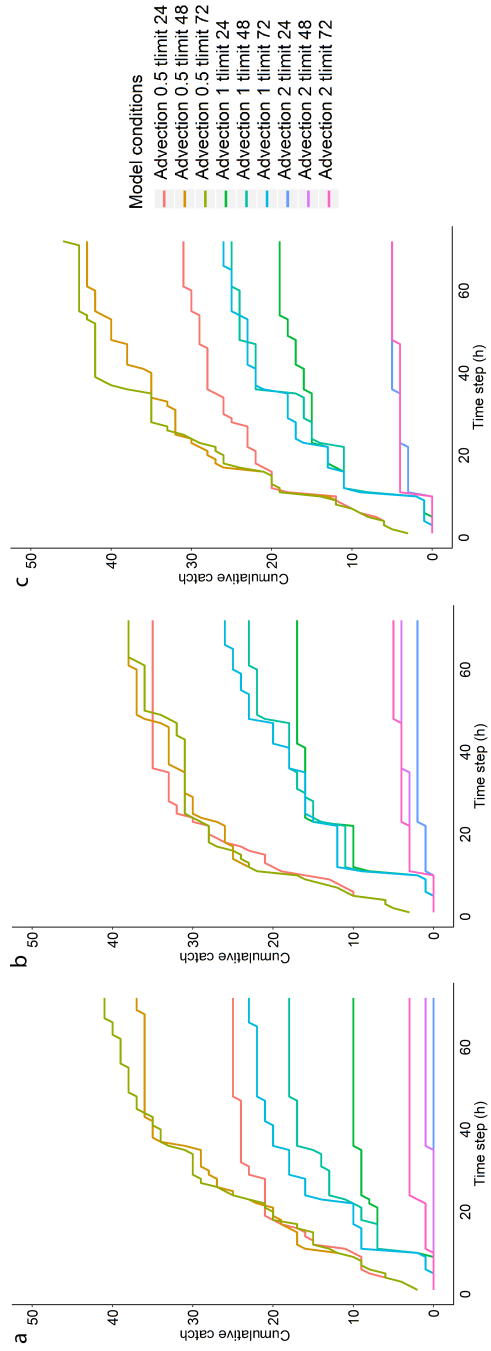 a
Cumulative catch
50
40
30
20
10
0
0
20
40
60
Time step (h)
b
Cumulative catch
50
40
30
20
10
0
0
20
40
60
Time step (h)
c
Cumulative catch
50
40
30
20
10
0
0
20
40
60
Time step (h)
Model conditions
Advection 0.5 tlimit 24
Advection 0.5 tlimit 48
Advection 0.5 tlimit 72
Advection 1 tlimit 24
Advection 1 tlimit 48
Advection 1 tlimit 72
Advection 2 tlimit 24
Advection 2 tlimit 48
Advection 2 tlimit 72